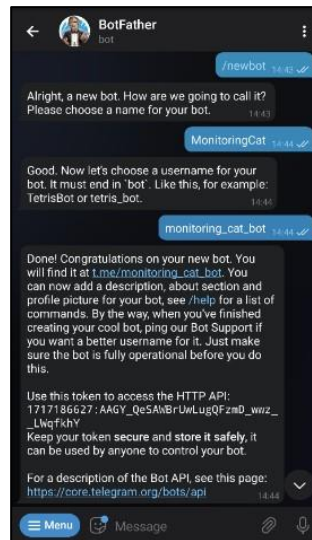 BotFather
bot
/newbot 14:43
Alright, a new bot. How are we going to call it?
Please choose a name for your bot. 14:43
MonitoringCat 14:44
Good. Now let's choose a username for your
bot. It must end in `bot`. Like this, for example:
TetrisBot or tetris_bot. 14:44
monitoring_cat_bot 14:44
Done! Congratulations on your new bot. You
will find it at t.me/monitoring_cat_bot. You
can now add a description, about section and
profile picture for your bot, see /help for a list of
commands. By the way, when you've finished
creating your cool bot, ping our Bot Support if
you want a better username for it. Just make
sure the bot is fully operational before you do
this.
Use this token to access the HTTP API:
1717186627:AAGY_QeSAWBrUwLugQFzmD_wwz_
_LWqfkhY
Keep your token secure and store it safely, it
can be used by anyone to control your bot.
For a description of the Bot API, see this page:
https://core.telegram.org/bots/api 14:44
Menu
Message